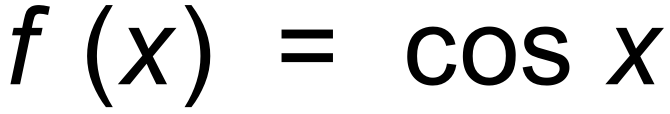 f (x) = cos x